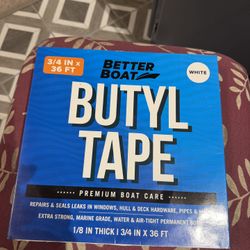 3/4 IN X
36 FT
BETTER
BOAT
WHITE
BUTYL
TAPE
PREMIUM BOAT CARE
REPAIRS & SEALS LEAKS IN WINDOWS, HULL & DECK HARDWARE, PIPES &
EXTRA STRONG, MARINE GRADE, WATER & AIR-TIGHT PERMANENT
1/8 IN THICK | 3/4 IN X 36 FT